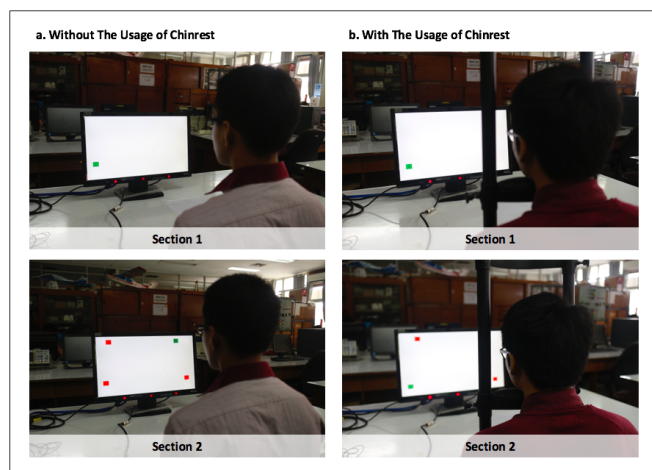 a. Without The Usage of Chinrest
b. With The Usage of Chinrest
Section 1
Section 1
Section 2
Section 2